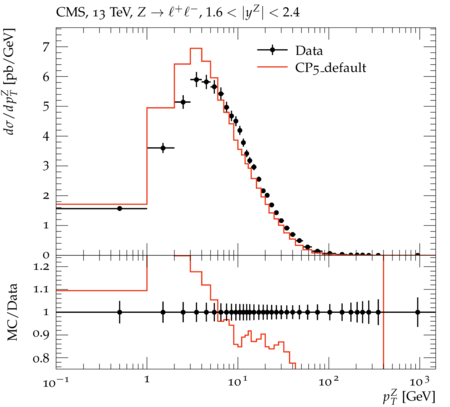 CMS, 13 TeV, Z → ℓ⁺ℓ⁻, 1.6 < |y^Z| < 2.4
dσ/dp_T^Z [pb/GeV]
7
6
5
4
3
2
1
0
Data
CP5_default
MC/Data
1.2
1.1
1
0.9
0.8
10⁻¹ 1 10¹ 10² 10³
p_T^Z [GeV]